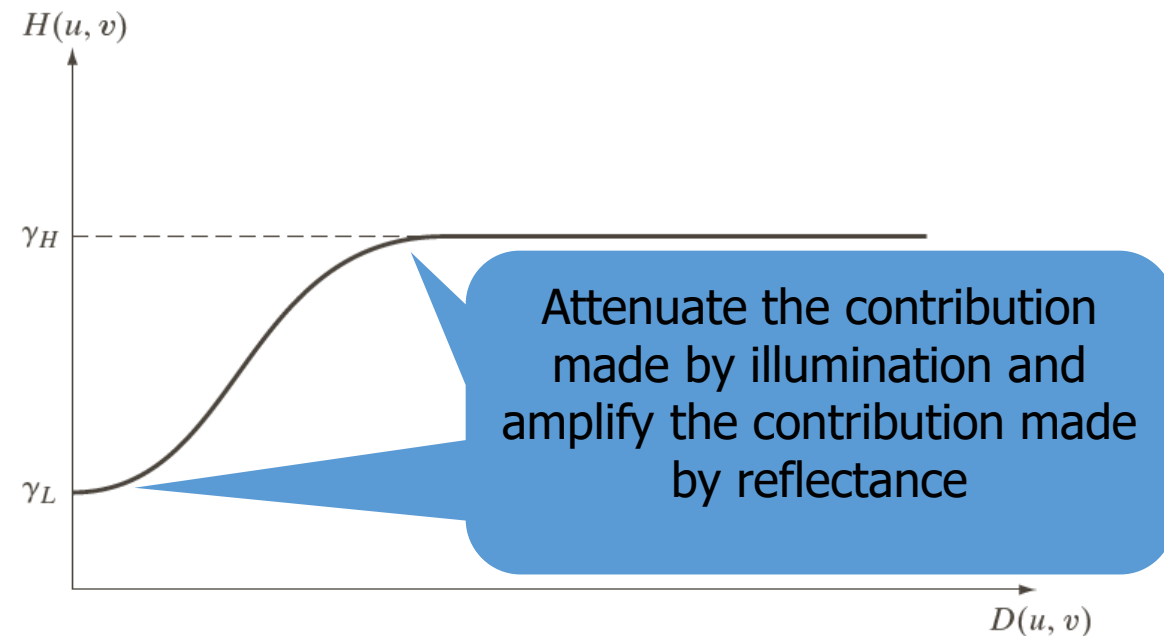 H(u, v)
γH
Attenuate the contribution
made by illumination and
amplify the contribution made
by reflectance
γL
D(u, v)